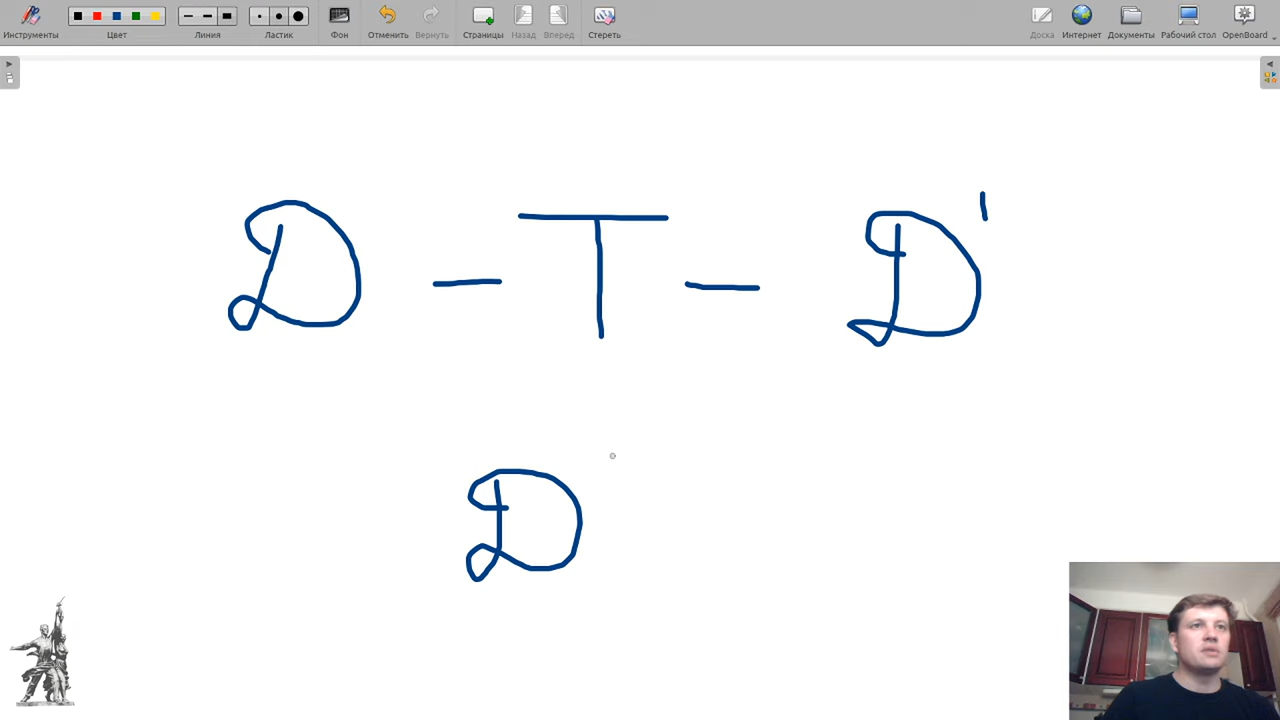 Инструменты Цвет Линия Ластик Фон Отменить Вернуть Страницы Назад Вперед Стереть Доска Интернет Документы Рабочий стол OpenBoard
D – T – D'
D